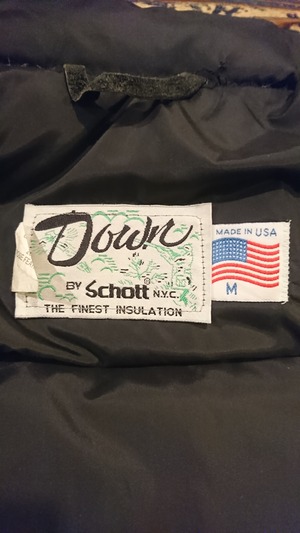 Down
BY Schott N.Y.C.
THE FINEST INSULATION
MADE IN USA
M